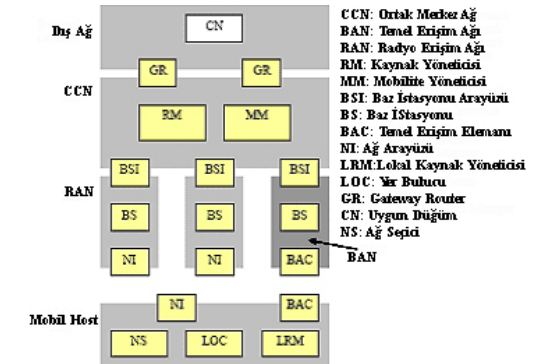 Dış Ağ
CN
GR GR
CCN
RM MM
BSI BSI BSI
RAN
BS BS BS
NI NI BAC
BAN
NI BAC
Mobil Host
NS LOC LRM
CCN: Ortak Merkez Ağ
BAN: Temel Erişim Ağı
RAN: Radyo Erişim Ağı
RM: Kaynak Yöneticisi
MM: Mobilite Yöneticisi
BSI: Baz İstasyonu Arayüzü
BS: Baz İStasyonu
BAC: Temel Erişim Elemanı
NI: Ağ Arayüzü
LRM:Lokal Kaynak Yöneticisi
LOC: Yer Bulucu
GR: Gateway Router
CN: Uygun Düğüm
NS: Ağ Seçici